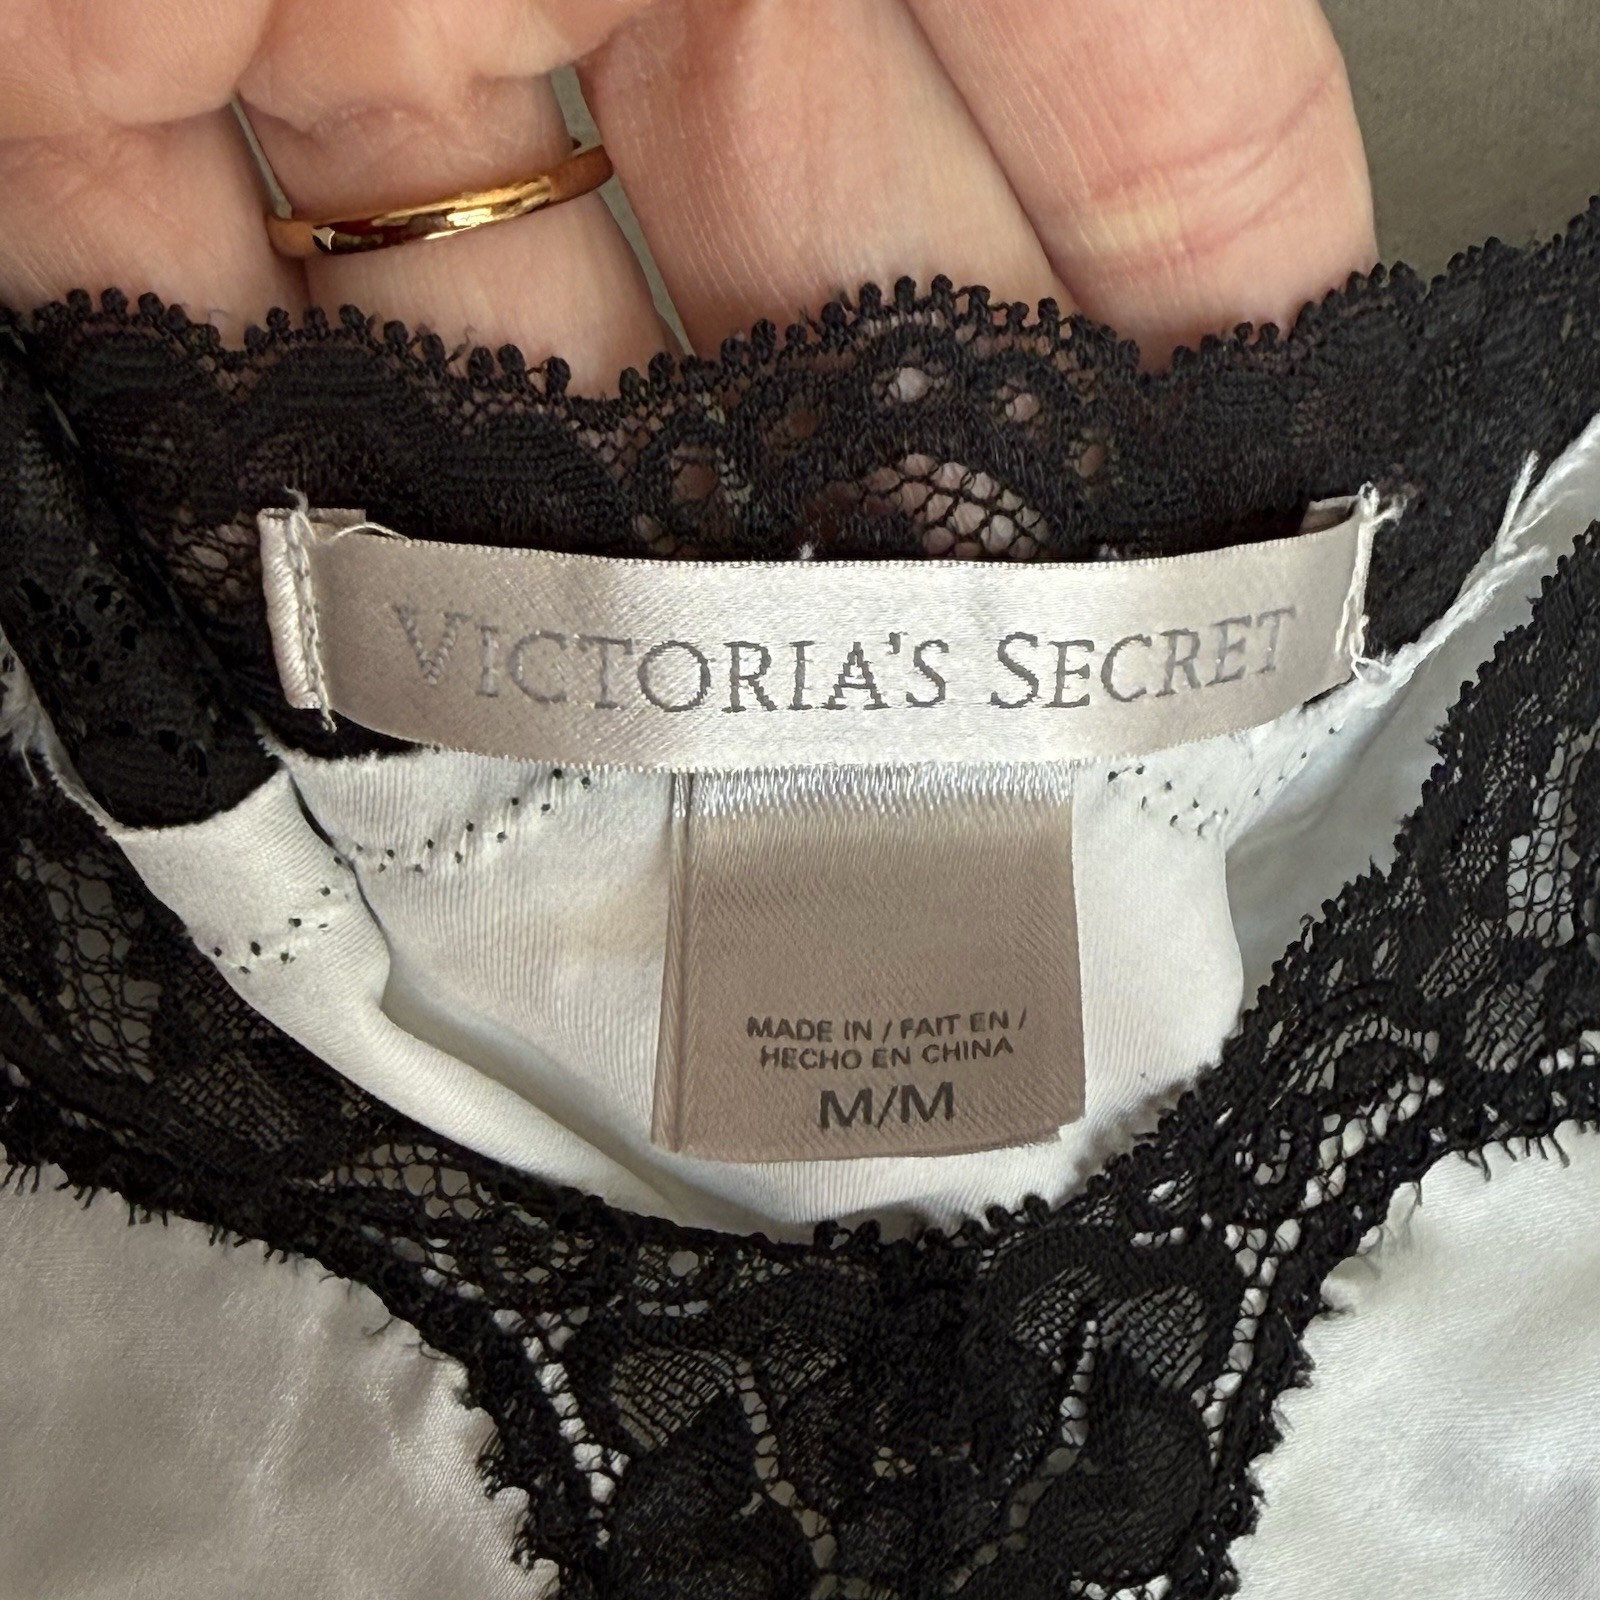 VICTORIA'S SECRET
MADE IN / FAIT EN /
HECHO EN CHINA
M/M